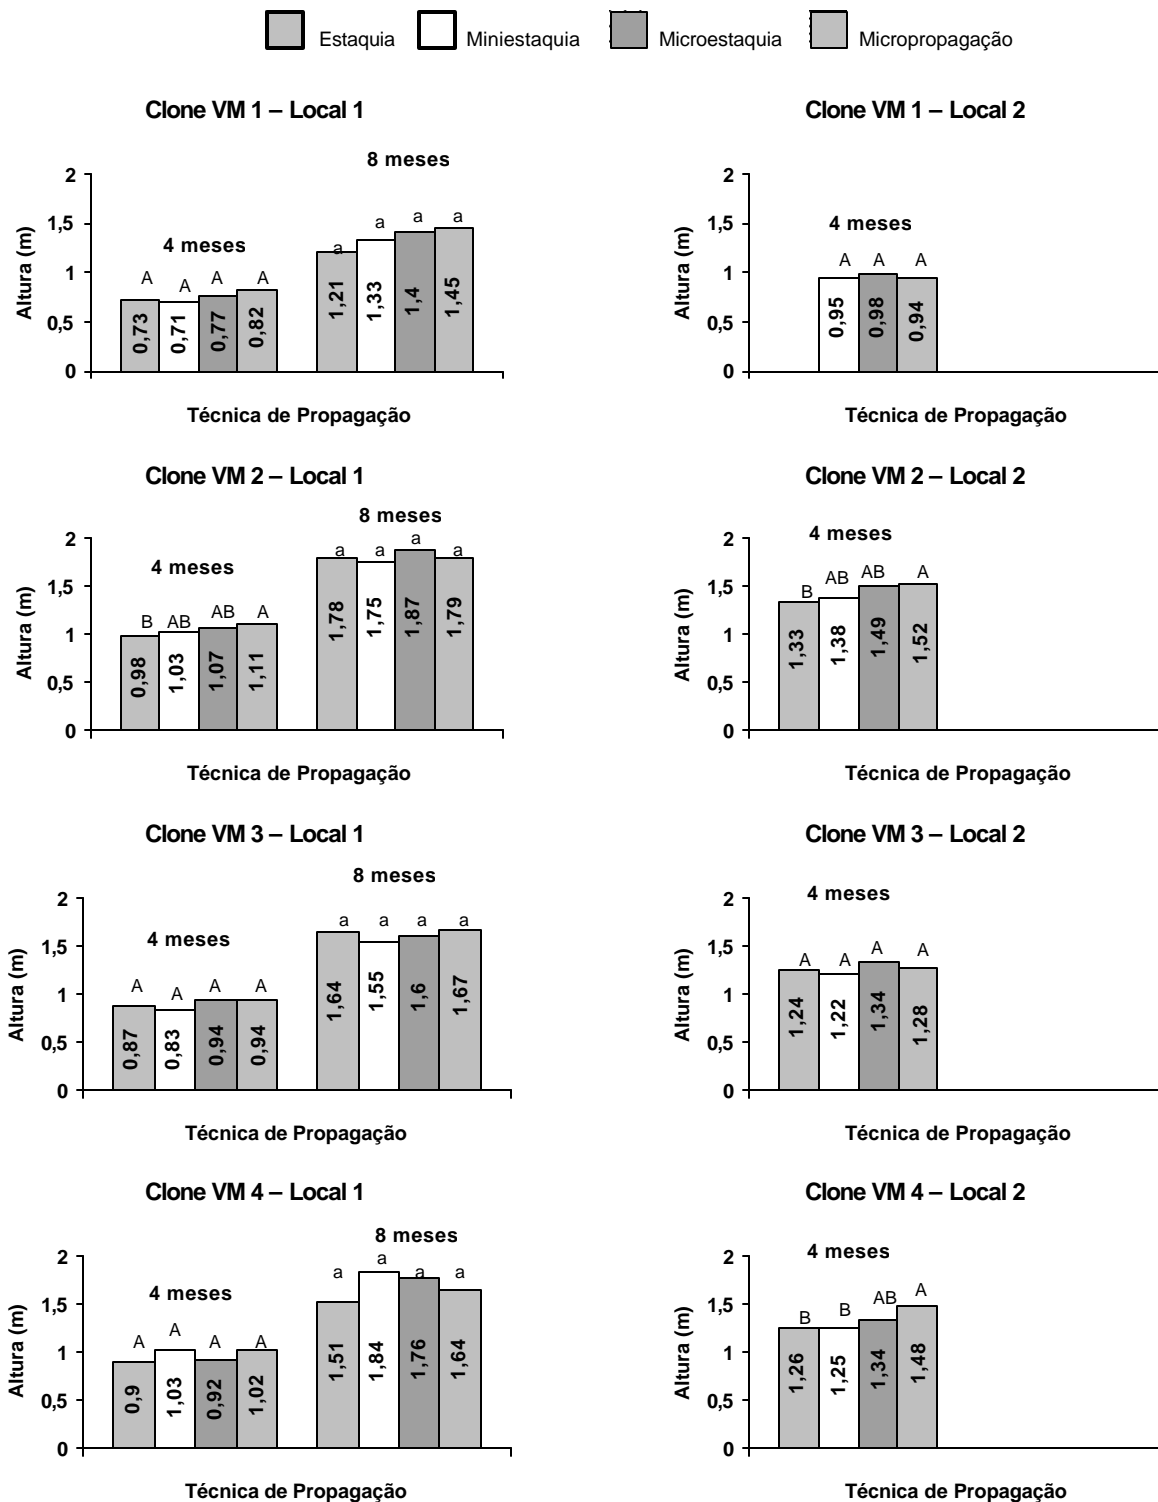 Estaquia Miniestaquia Microestaquia Micropropagação
Clone VM 1 – Local 1
8 meses
4 meses
Altura (m)
2
1,5
1
0,5
0
A A A A a a a a
0,73 0,71 0,77 0,82 1,21 1,33 1,4 1,45
Técnica de Propagação
Clone VM 1 – Local 2
4 meses
Altura (m)
2
1,5
1
0,5
0
A A A
0,95 0,98 0,94
Técnica de Propagação
Clone VM 2 – Local 1
8 meses
4 meses
Altura (m)
2
1,5
1
0,5
0
B AB AB A a a a a
0,98 1,03 1,07 1,11 1,78 1,75 1,87 1,79
Técnica de Propagação
Clone VM 2 – Local 2
4 meses
Altura (m)
2
1,5
1
0,5
0
B AB AB A
1,33 1,38 1,49 1,52
Técnica de Propagação
Clone VM 3 – Local 1
8 meses
4 meses
Altura (m)
2
1,5
1
0,5
0
A A A A a a a a
0,87 0,83 0,94 0,94 1,64 1,55 1,6 1,67
Técnica de Propagação
Clone VM 3 – Local 2
4 meses
Altura (m)
2
1,5
1
0,5
0
A A A A
1,24 1,22 1,34 1,28
Técnica de Propagação
Clone VM 4 – Local 1
8 meses
4 meses
Altura (m)
2
1,5
1
0,5
0
A A A A a a a a
0,9 1,03 0,92 1,02 1,51 1,84 1,76 1,64
Técnica de Propagação
Clone VM 4 – Local 2
4 meses
Altura (m)
2
1,5
1
0,5
0
B B AB A
1,26 1,25 1,34 1,48
Técnica de Propagação